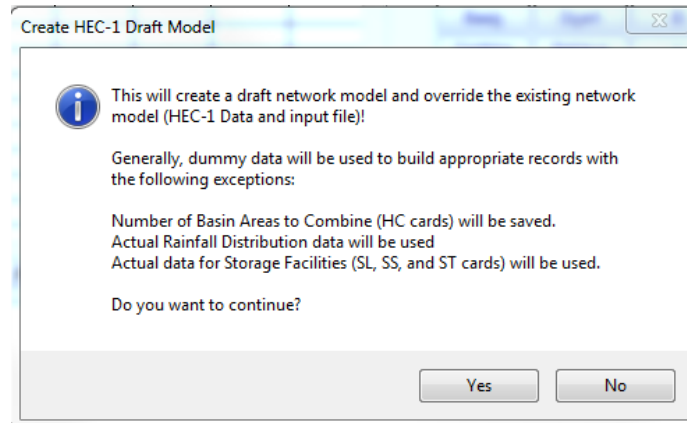 Create HEC-1 Draft Model
This will create a draft network model and override the existing network
model (HEC-1 Data and input file)!
Generally, dummy data will be used to build appropriate records with
the following exceptions:
Number of Basin Areas to Combine (HC cards) will be saved.
Actual Rainfall Distribution data will be used
Actual data for Storage Facilities (SL, SS, and ST cards) will be used.
Do you want to continue?
Yes
No